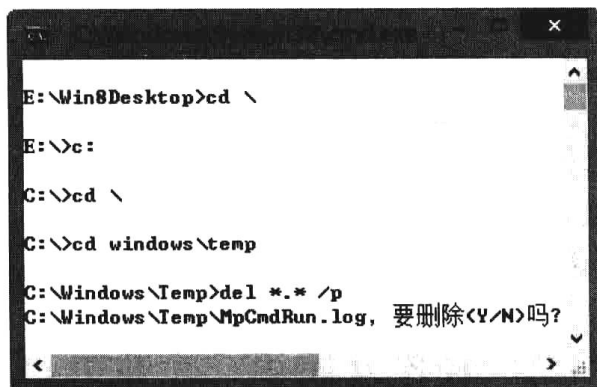 E:\Win8Desktop>cd \
E:\>c:
C:\>cd \
C:\>cd windows\temp
C:\Windows\Temp>del *.* /p
C:\Windows\Temp\MpCmdRun.log, 要删除(Y/N)吗?